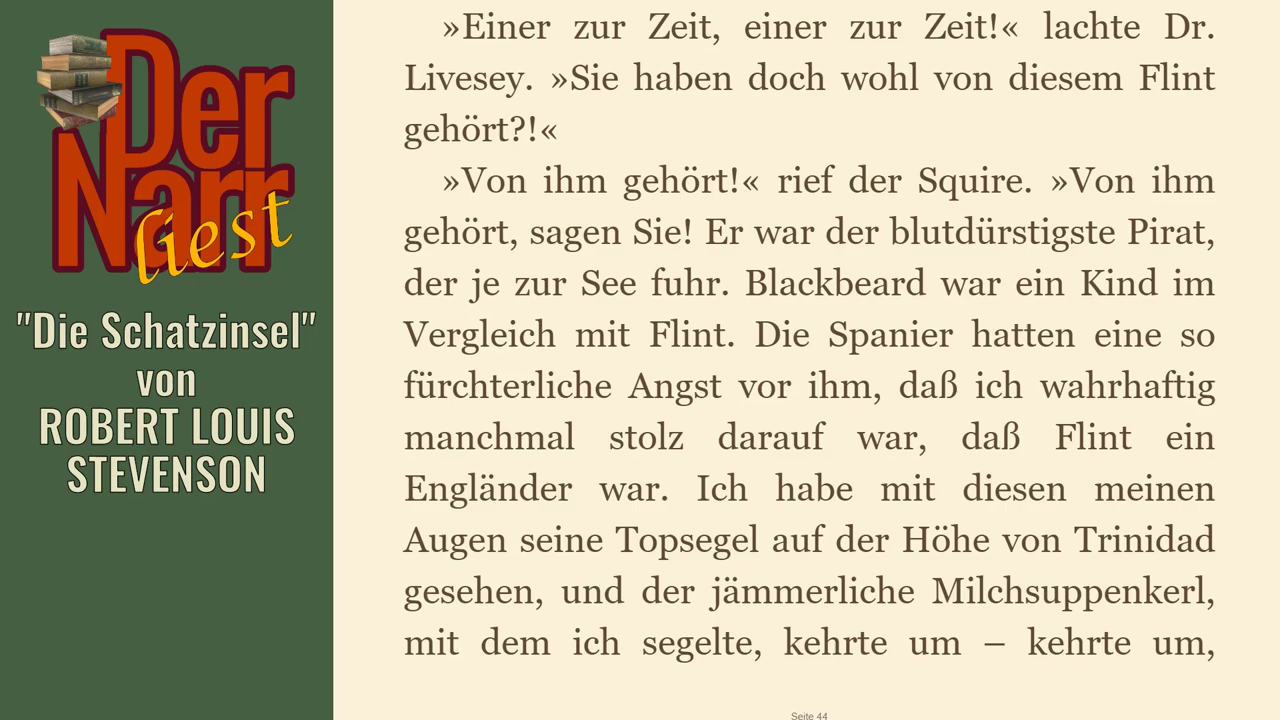 Der
Narr
liest
"Die Schatzinsel"
von
ROBERT LOUIS
STEVENSON
»Einer zur Zeit, einer zur Zeit!« lachte Dr.
Livesey. »Sie haben doch wohl von diesem Flint
gehört?!«
»Von ihm gehört!« rief der Squire. »Von ihm
gehört, sagen Sie! Er war der blutdürstigste Pirat,
der je zur See fuhr. Blackbeard war ein Kind im
Vergleich mit Flint. Die Spanier hatten eine so
fürchterliche Angst vor ihm, daß ich wahrhaftig
manchmal stolz darauf war, daß Flint ein
Engländer war. Ich habe mit diesen meinen
Augen seine Topsegel auf der Höhe von Trinidad
gesehen, und der jämmerliche Milchsuppenkerl,
mit dem ich segelte, kehrte um – kehrte um,
Seite 44